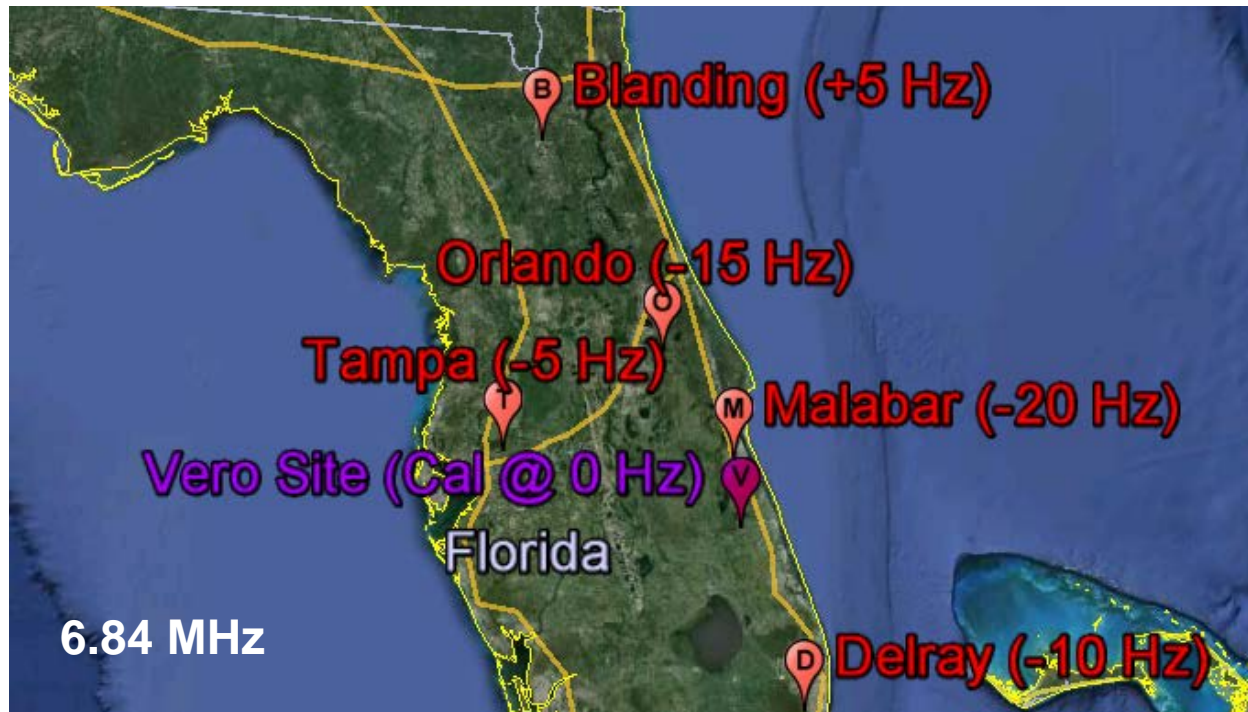 B Blanding (+5 Hz)
Orlando (-15 Hz)
O
Tampa (-5 Hz)
T
M Malabar (-20 Hz)
Vero Site (Cal @ 0 Hz) V
Florida
6.84 MHz
D Delray (-10 Hz)